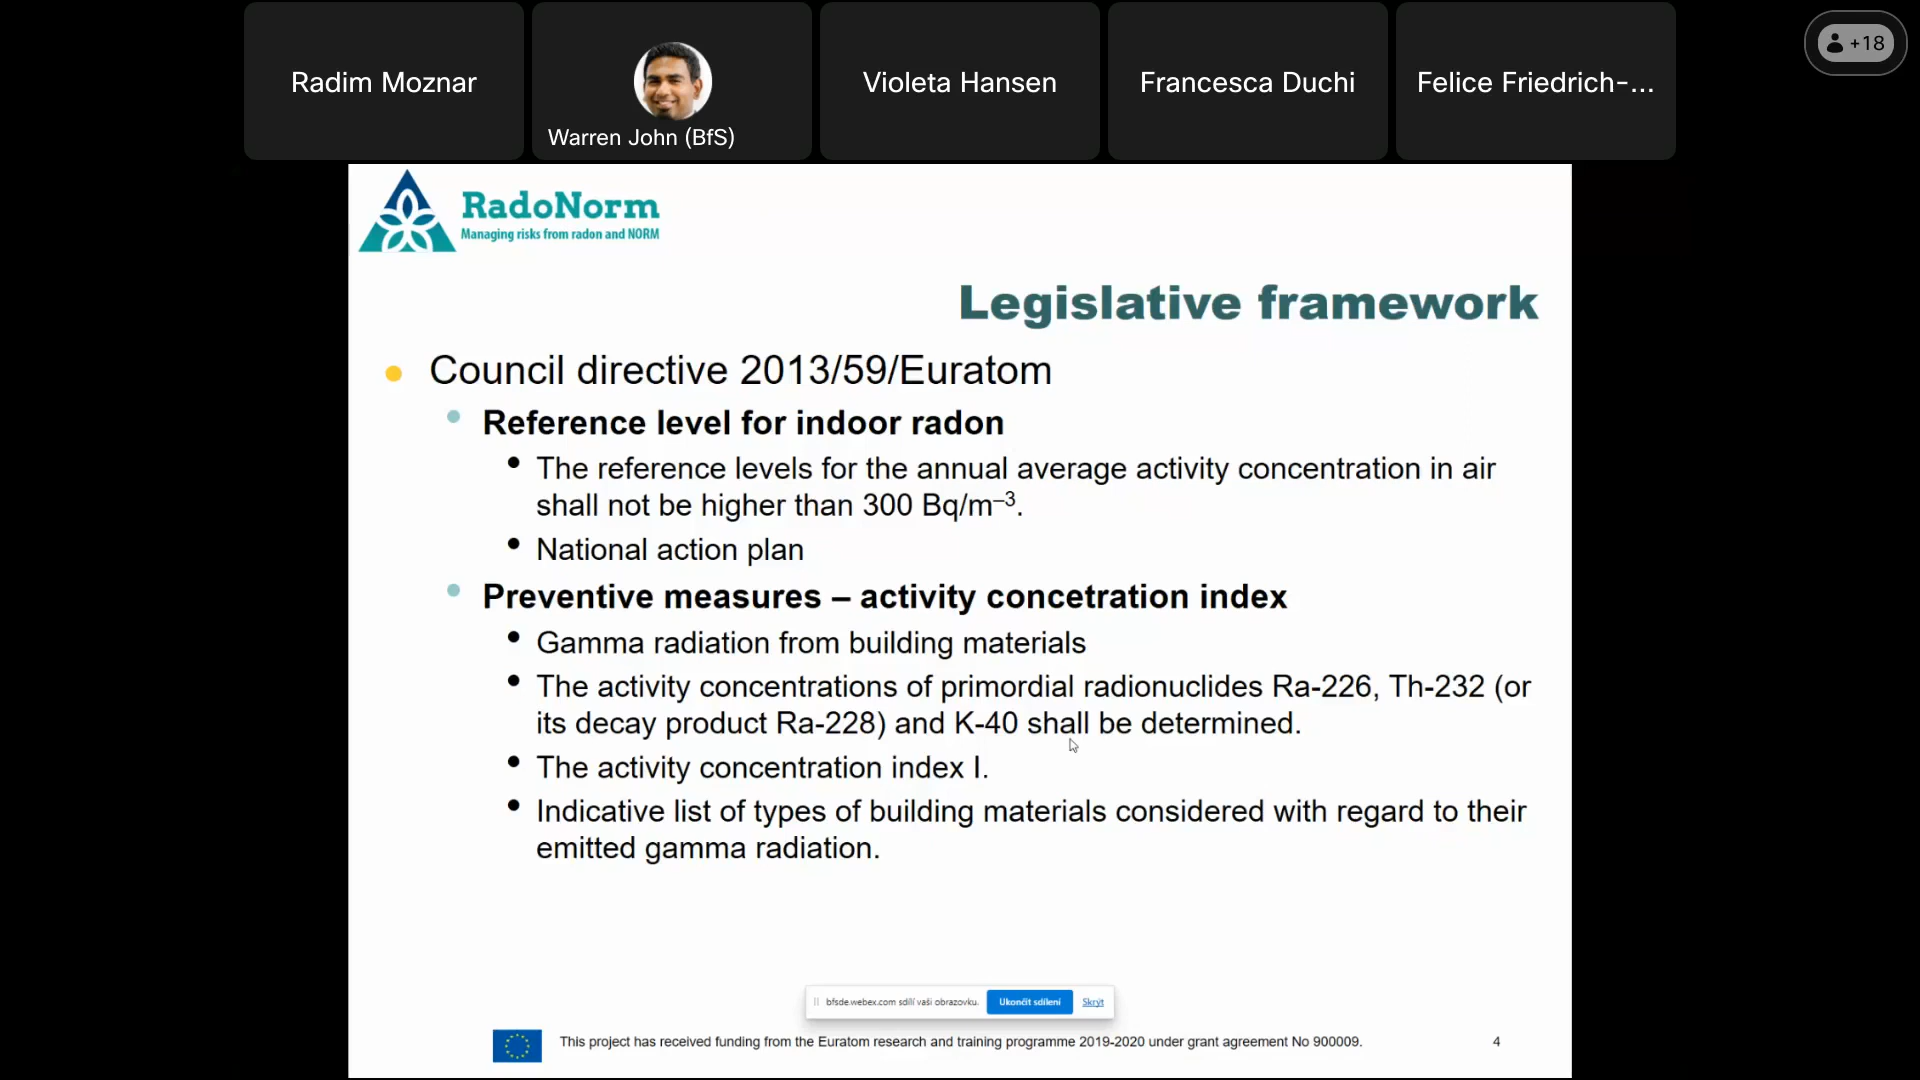 Radim Moznar
Warren John (BfS)
Violeta Hansen
Francesca Duchi
Felice Friedrich-...
+18
RadoNorm
Managing risks from radon and NORM
Legislative framework
Council directive 2013/59/Euratom
Reference level for indoor radon
The reference levels for the annual average activity concentration in air
shall not be higher than 300 Bq/m⁻³.
National action plan
Preventive measures – activity concetration index
Gamma radiation from building materials
The activity concentrations of primordial radionuclides Ra-226, Th-232 (or
its decay product Ra-228) and K-40 shall be determined.
The activity concentration index I.
Indicative list of types of building materials considered with regard to their
emitted gamma radiation.
bfsde.webex.com sdílí vaši obrazovku. Ukončit sdílení Skrýt
This project has received funding from the Euratom research and training programme 2019-2020 under grant agreement No 900009. 4